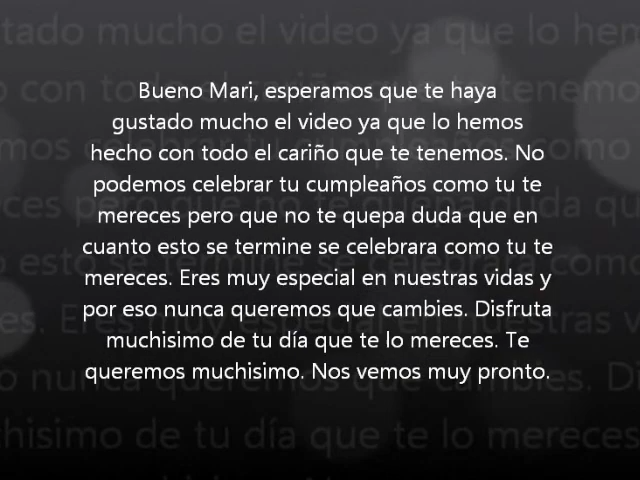 Bueno Mari, esperamos que te haya
gustado mucho el video ya que lo hemos
hecho con todo el cariño que te tenemos. No
podemos celebrar tu cumpleaños como tu te
mereces pero que no te quepa duda que en
cuanto esto se termine se celebrara como tu te
mereces. Eres muy especial en nuestras vidas y
por eso nunca queremos que cambies. Disfruta
muchisimo de tu día que te lo mereces. Te
queremos muchisimo. Nos vemos muy pronto.